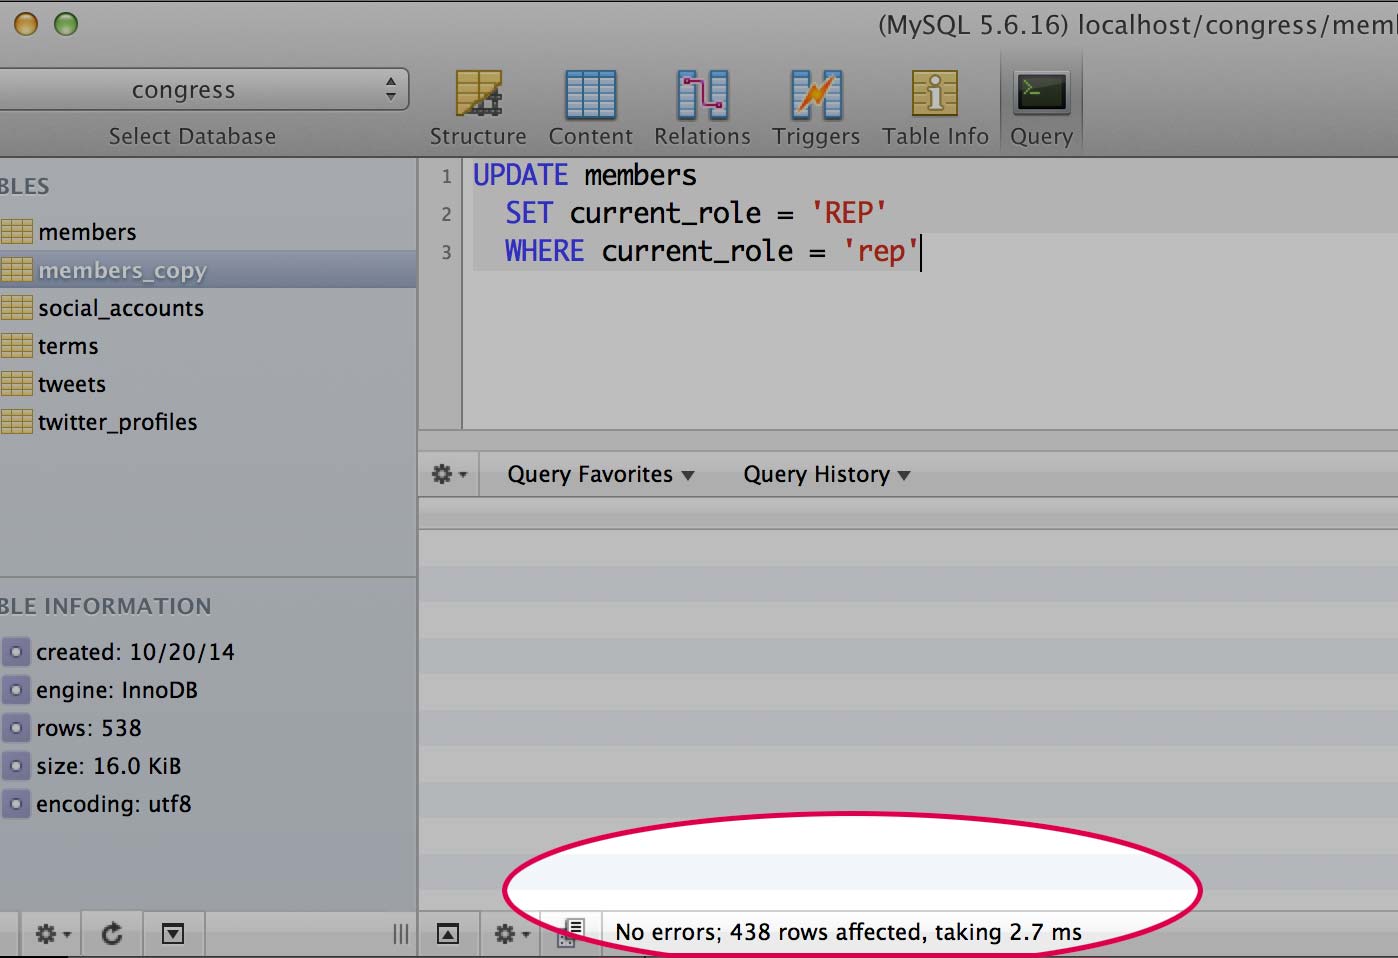 (MySQL 5.6.16) localhost/congress/mem
congress
Select Database
Structure
Content
Relations
Triggers
Table Info
Query
BLES
members
members_copy
social_accounts
terms
tweets
twitter_profiles
1 UPDATE members
2 SET current_role = 'REP'
3 WHERE current_role = 'rep'
Query Favorites
Query History
BLE INFORMATION
created: 10/20/14
engine: InnoDB
rows: 538
size: 16.0 KiB
encoding: utf8
No errors; 438 rows affected, taking 2.7 ms